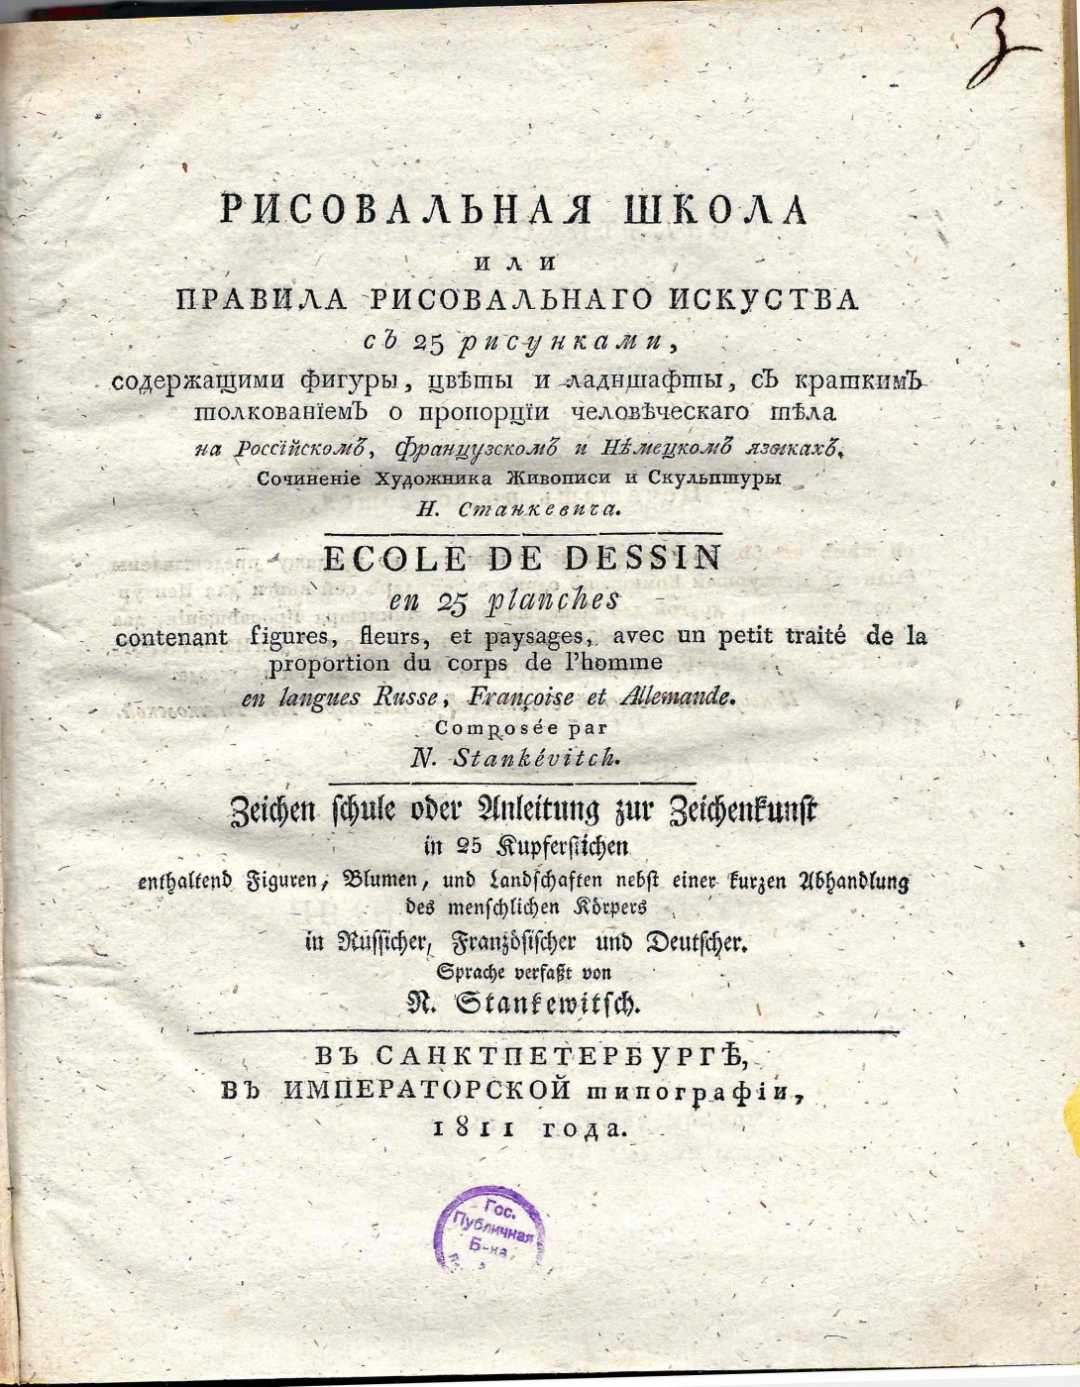 3
РИСОВАЛЬНАЯ ШКОЛА
ИЛИ
ПРАВИЛА РИСОВАЛЬНАГО ИСКУСТВА
съ 25 рисунками,
содержащими фигуры, цвѣты и ладншафты, съ краткимъ
толкованїемъ о пропорцїи человѣческаго тѣла
на Россїйскомъ, Французскомъ и Нѣмецкомъ языкахъ.
Сочиненіе Художника Живописи и Скульптуры
Н. Станкевича.
ECOLE DE DESSIN
en 25 planches
contenant figures, fleurs, et paysages, avec un petit traité de la
proportion du corps de l'homme
en langues Russe, Françoise et Allemande.
Composée par
N. Stankévitch.
Zeichen schule oder Anleitung zur Zeichenkunst
in 25 Kupferstichen
enthaltend Figuren, Blumen, und Landschaften nebst einer kurzen Abhandlung
des menschlichen Körpers
in Russicher, Französischer und Deutscher.
Sprache verfaßt von
N. Stankewitsch.
ВЪ САНКТПЕТЕРБУРГѢ,
ВЪ ИМПЕРАТОРСКОЙ типографіи,
1811 года.
Гос.
Публичная
Б-ка